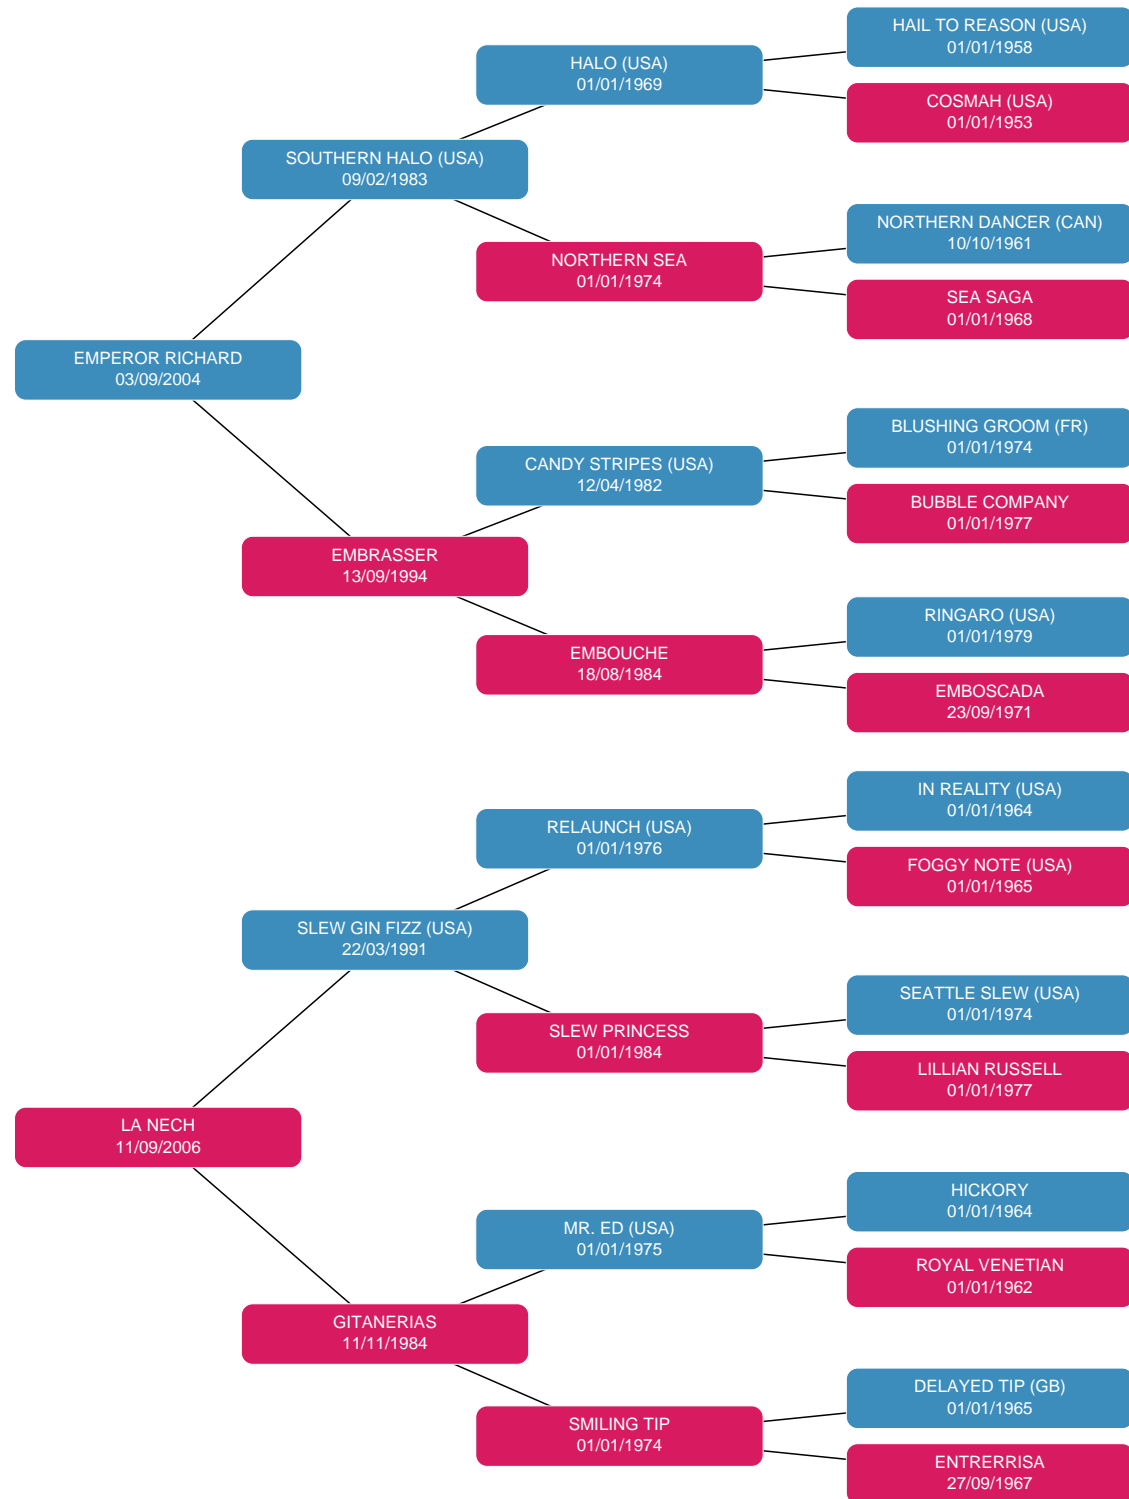 HAIL TO REASON (USA)
01/01/1958
HALO (USA)
01/01/1969
COSMAH (USA)
01/01/1953
SOUTHERN HALO (USA)
09/02/1983
NORTHERN DANCER (CAN)
10/10/1961
NORTHERN SEA
01/01/1974
SEA SAGA
01/01/1968
EMPEROR RICHARD
03/09/2004
BLUSHING GROOM (FR)
01/01/1974
CANDY STRIPES (USA)
12/04/1982
BUBBLE COMPANY
01/01/1977
EMBRASSER
13/09/1994
RINGARO (USA)
01/01/1979
EMBOUCHE
18/08/1984
EMBOSCADA
23/09/1971
IN REALITY (USA)
01/01/1964
RELAUNCH (USA)
01/01/1976
FOGGY NOTE (USA)
01/01/1965
SLEW GIN FIZZ (USA)
22/03/1991
SEATTLE SLEW (USA)
01/01/1974
SLEW PRINCESS
01/01/1984
LILLIAN RUSSELL
01/01/1977
LA NECH
11/09/2006
HICKORY
01/01/1964
MR. ED (USA)
01/01/1975
ROYAL VENETIAN
01/01/1962
GITANERIAS
11/11/1984
DELAYED TIP (GB)
01/01/1965
SMILING TIP
01/01/1974
ENTRERRISA
27/09/1967